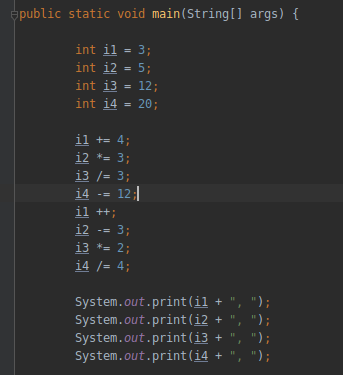 public static void main(String[] args) {
int i1 = 3;
int i2 = 5;
int i3 = 12;
int i4 = 20;
i1 += 4;
i2 *= 3;
i3 /= 3;
i4 -= 12;
i1 ++;
i2 -= 3;
i3 *= 2;
i4 /= 4;
System.out.print(i1 + ", ");
System.out.print(i2 + ", ");
System.out.print(i3 + ", ");
System.out.print(i4 + ", ");